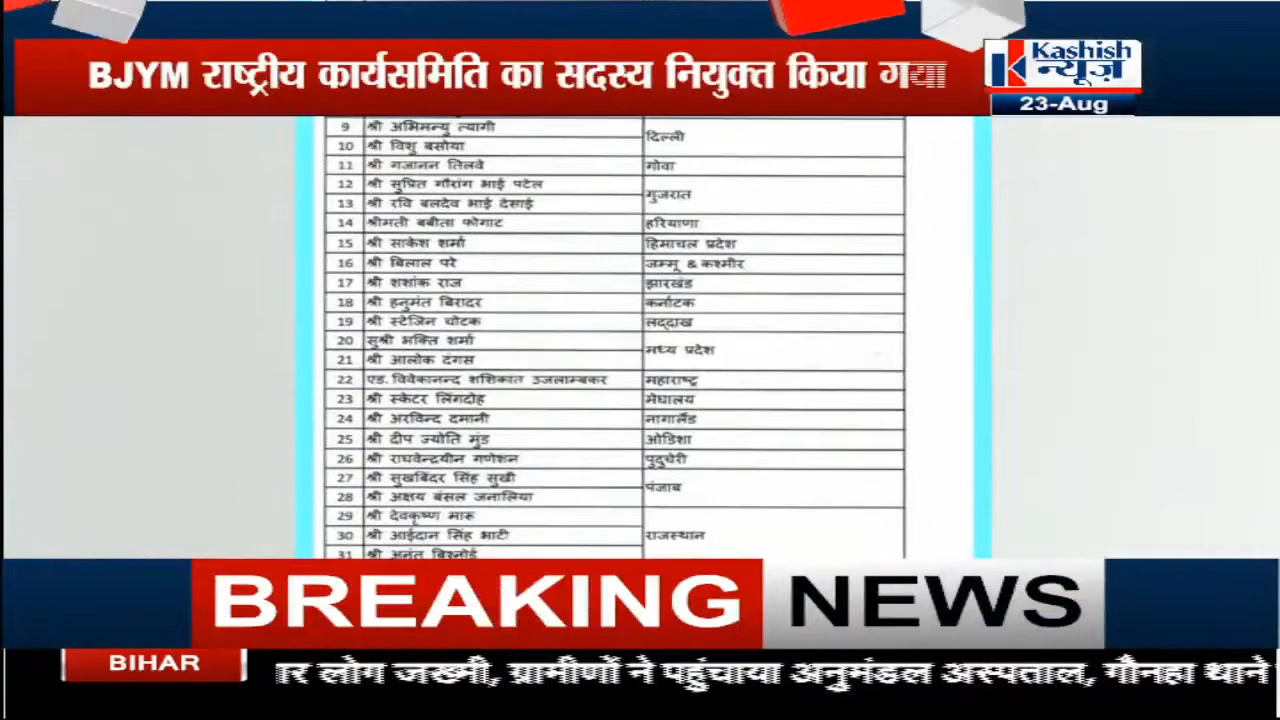 BJYM राष्ट्रीय कार्यसमिति का सदस्य नियुक्त किया गया
Kashish
न्यूज़
23-Aug
9 श्री अभिमन्यु त्यागी दिल्ली
10 श्री विशु बसोया
11 श्री गजानन तिलवे गोवा
12 श्री सुप्रित गौरांग भाई पटेल गुजरात
13 श्री रवि बलदेव भाई देसाई
14 श्रीमती बबीता फोगाट हरियाणा
15 श्री साकेश शर्मा हिमाचल प्रदेश
16 श्री बिलाल परे जम्मू & कश्मीर
17 श्री शशांक राज झारखंड
18 श्री हनुमंत बिरादर कर्नाटक
19 श्री स्टेजिन चोटक लद्दाख
20 सुश्री भक्ति शर्मा मध्य प्रदेश
21 श्री आलोक दंगस
22 एड. विवेकानन्द शशिकांत उजलाम्बकर महाराष्ट्र
23 श्री स्केटर लिंगदोह मेघालय
24 श्री अरविन्द दमानी नागालैंड
25 श्री दीप ज्योति मुंड ओडिशा
26 श्री राघवेन्द्रयीन गणेशन पुदुचेरी
27 श्री सुखबिंदर सिंह सुखी पंजाब
28 श्री अक्षय बंसल जनालिया
29 श्री देवकृष्ण मारू राजस्थान
30 श्री आईदान सिंह भाटी
31 श्री अनंत बिश्नोई
BREAKING NEWS
BIHAR
लोग जख्मी, ग्रामीणों ने पहुंचाया अनुमंडल अस्पताल, गौनहा थाने